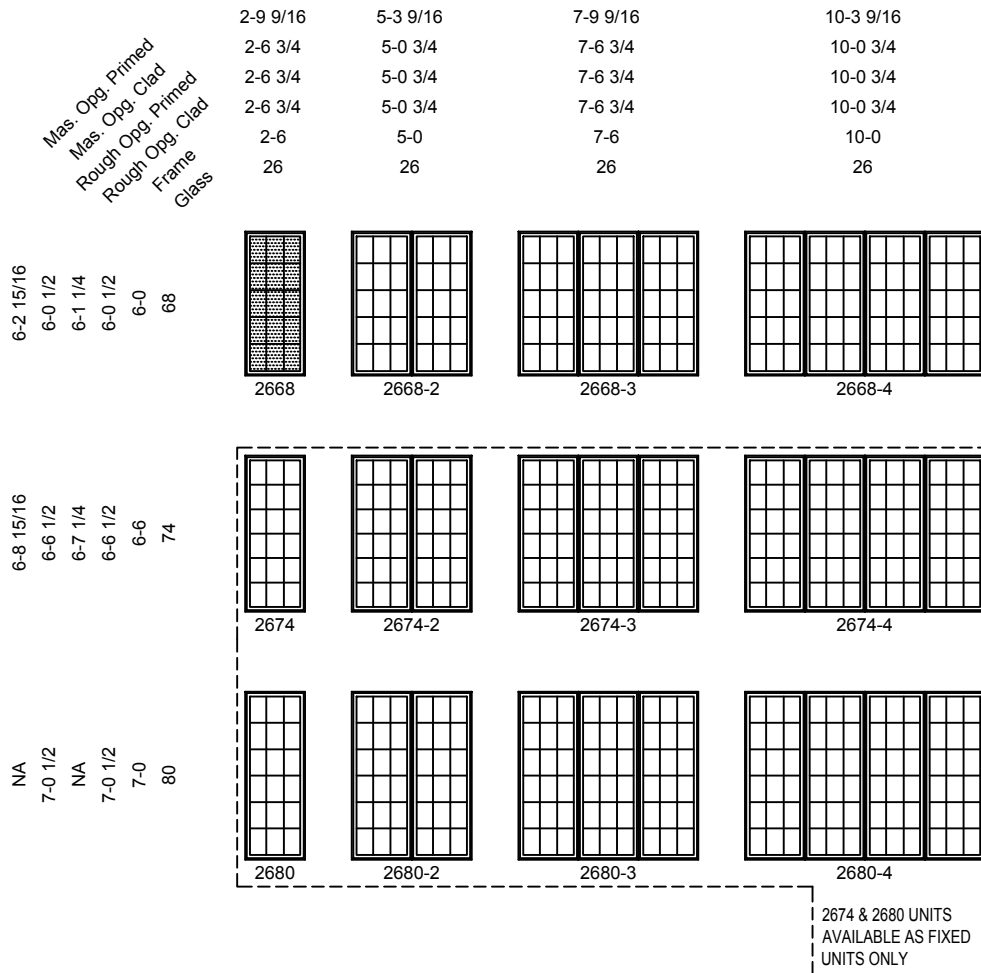 2-9 9/16 5-3 9/16 7-9 9/16 10-3 9/16
2-6 3/4 5-0 3/4 7-6 3/4 10-0 3/4
2-6 3/4 5-0 3/4 7-6 3/4 10-0 3/4
2-6 3/4 5-0 3/4 7-6 3/4 10-0 3/4
2-6 5-0 7-6 10-0
26 26 26 26
Mas. Opg. Primed
Mas. Opg. Clad
Rough Opg. Primed
Rough Opg. Clad
Frame
Glass
6-2 15/16
6-0 1/2
6-1 1/4
6-0 1/2
6-0
68
2668 2668-2 2668-3 2668-4
6-8 15/16
6-6 1/2
6-7 1/4
6-6 1/2
6-6
74
2674 2674-2 2674-3 2674-4
NA
7-0 1/2
NA
7-0 1/2
7-0
80
2680 2680-2 2680-3 2680-4
2674 & 2680 UNITS
AVAILABLE AS FIXED
UNITS ONLY